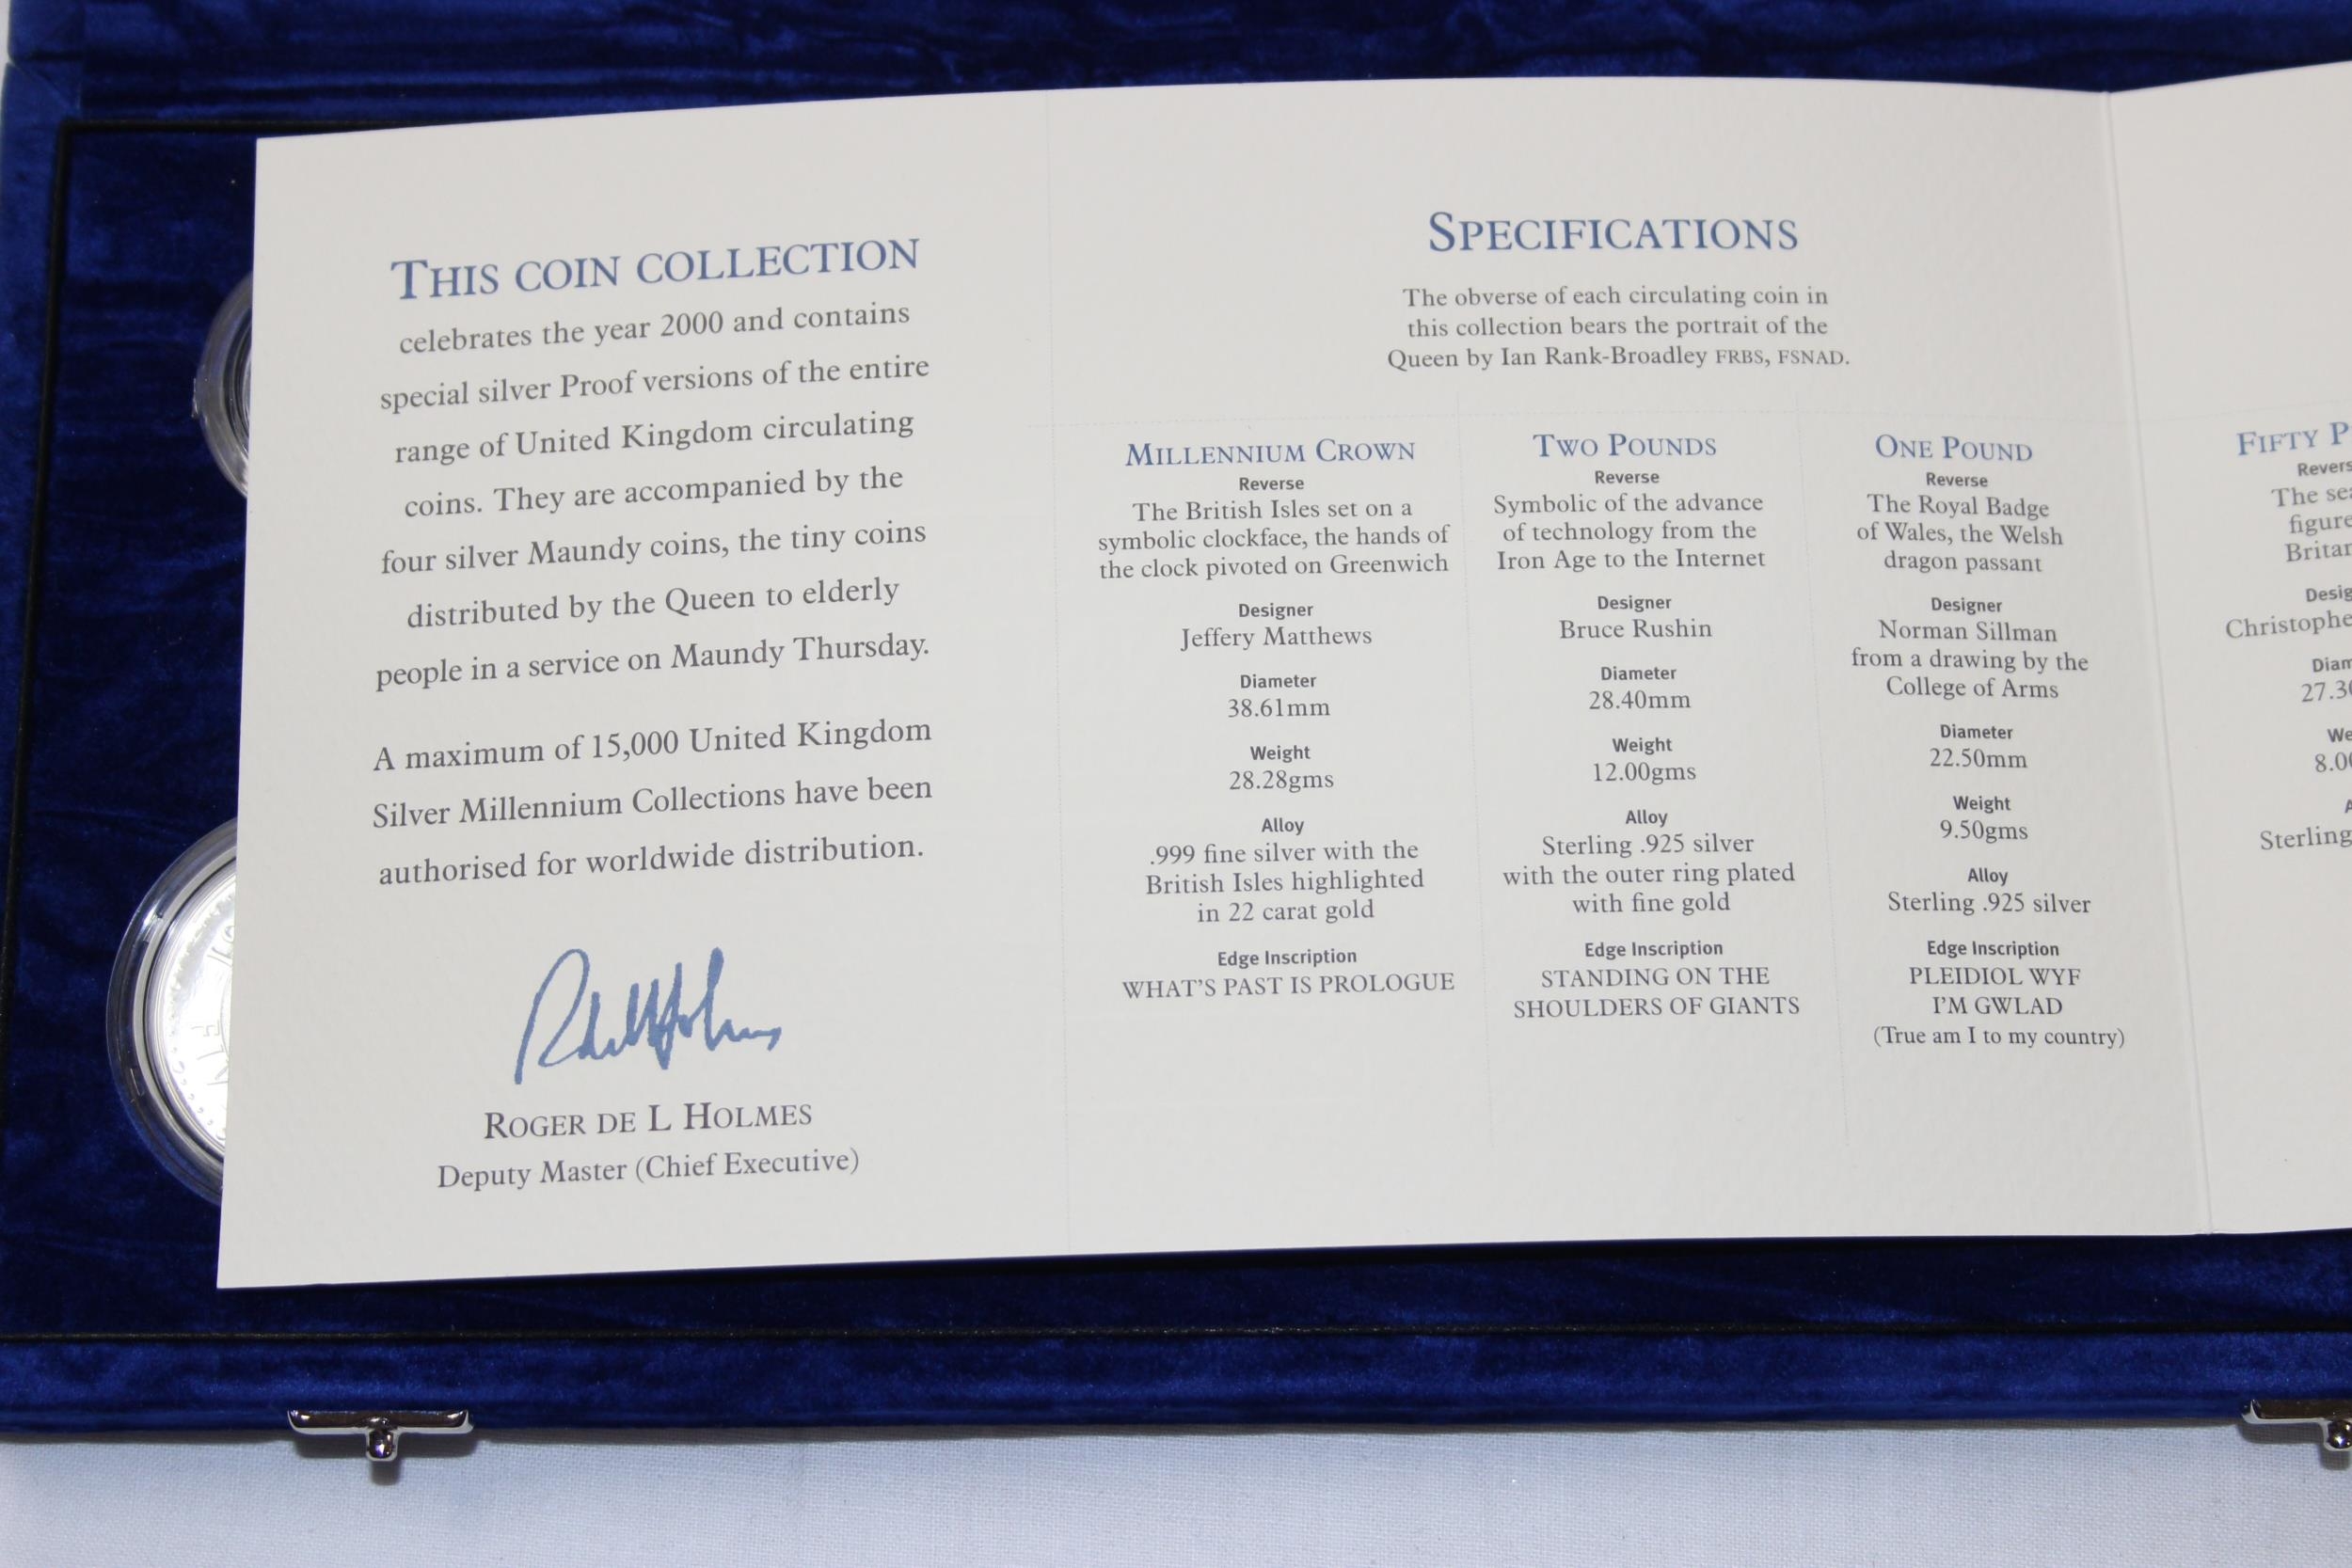 THIS COIN COLLECTION
celebrates the year 2000 and contains
special silver Proof versions of the entire
range of United Kingdom circulating
coins. They are accompanied by the
four silver Maundy coins, the tiny coins
distributed by the Queen to elderly
people in a service on Maundy Thursday.
A maximum of 15,000 United Kingdom
Silver Millennium Collections have been
authorised for worldwide distribution.
ROGER DE L HOLMES
Deputy Master (Chief Executive)
SPECIFICATIONS
The obverse of each circulating coin in
this collection bears the portrait of the
Queen by Ian Rank-Broadley FRBS, FSNAD.
MILLENNIUM CROWN
Reverse
The British Isles set on a
symbolic clockface, the hands of
the clock pivoted on Greenwich
Designer
Jeffery Matthews
Diameter
38.61mm
Weight
28.28gms
Alloy
.999 fine silver with the
British Isles highlighted
in 22 carat gold
Edge Inscription
WHAT'S PAST IS PROLOGUE
TWO POUNDS
Reverse
Symbolic of the advance
of technology from the
Iron Age to the Internet
Designer
Bruce Rushin
Diameter
28.40mm
Weight
12.00gms
Alloy
Sterling .925 silver
with the outer ring plated
with fine gold
Edge Inscription
STANDING ON THE
SHOULDERS OF GIANTS
ONE POUND
Reverse
The Royal Badge
of Wales, the Welsh
dragon passant
Designer
Norman Sillman
from a drawing by the
College of Arms
Diameter
22.50mm
Weight
9.50gms
Alloy
Sterling .925 silver
Edge Inscription
PLEIDIOL WYF
I'M GWLAD
(True am I to my country)
FIFTY
The
Sterling